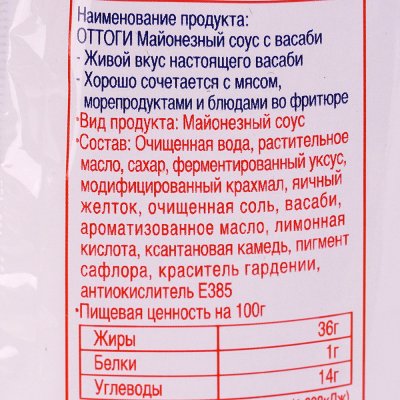 Наименование продукта:
ОТТОГИ Майонезный соус с васаби
- Живой вкус настоящего васаби
- Хорошо сочетается с мясом,
морепродуктами и блюдами во фритюре
•Вид продукта: Майонезный соус
•Состав: Очищенная вода, растительное
масло, сахар, ферментированный уксус,
модифицированный крахмал, яичный
желток, очищенная соль, васаби,
ароматизованное масло, лимонная
кислота, ксантановая камедь, пигмент
сафлора, краситель гардении,
антиокислитель Е385
•Пищевая ценность на 100г
Жиры 36г
Белки 1г
Углеводы 14г